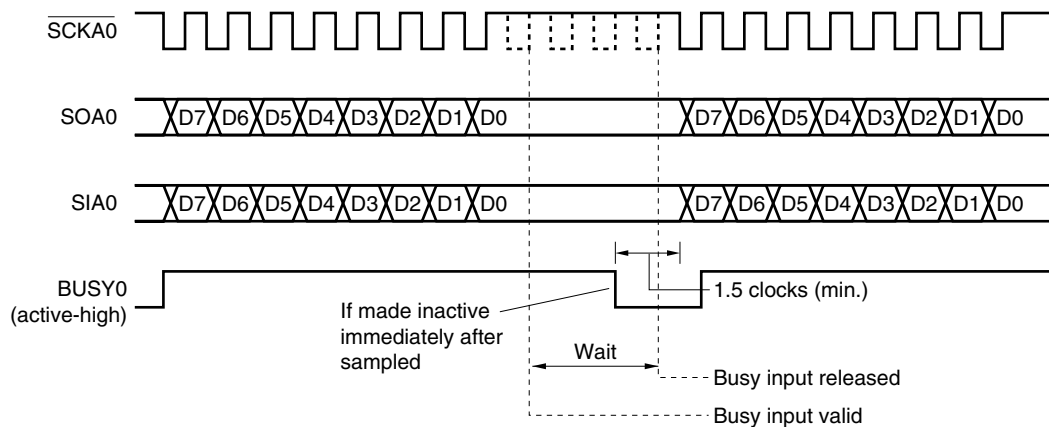 SCKA0
SOA0
D7 D6 D5 D4 D3 D2 D1 D0 D7 D6 D5 D4 D3 D2 D1 D0
SIA0
D7 D6 D5 D4 D3 D2 D1 D0 D7 D6 D5 D4 D3 D2 D1 D0
BUSY0
(active-high)
1.5 clocks (min.)
If made inactive
immediately after
sampled
Wait
Busy input released
Busy input valid